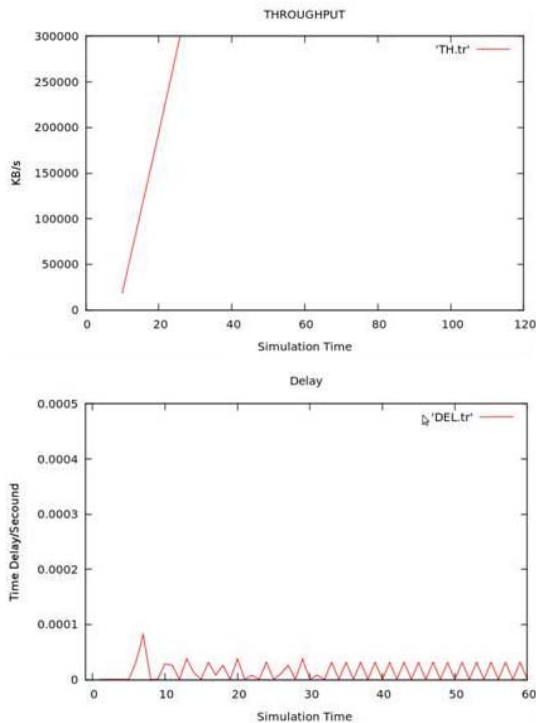 THROUGHPUT
300000
'TH.tr'
250000
200000
KB/s
150000
100000
50000
0
0 20 40 60 80 100 120
Simulation Time
Delay
0.0005
'DEL.tr'
0.0004
0.0003
Time Delay/Secound
0.0002
0.0001
0
0 10 20 30 40 50 60
Simulation Time